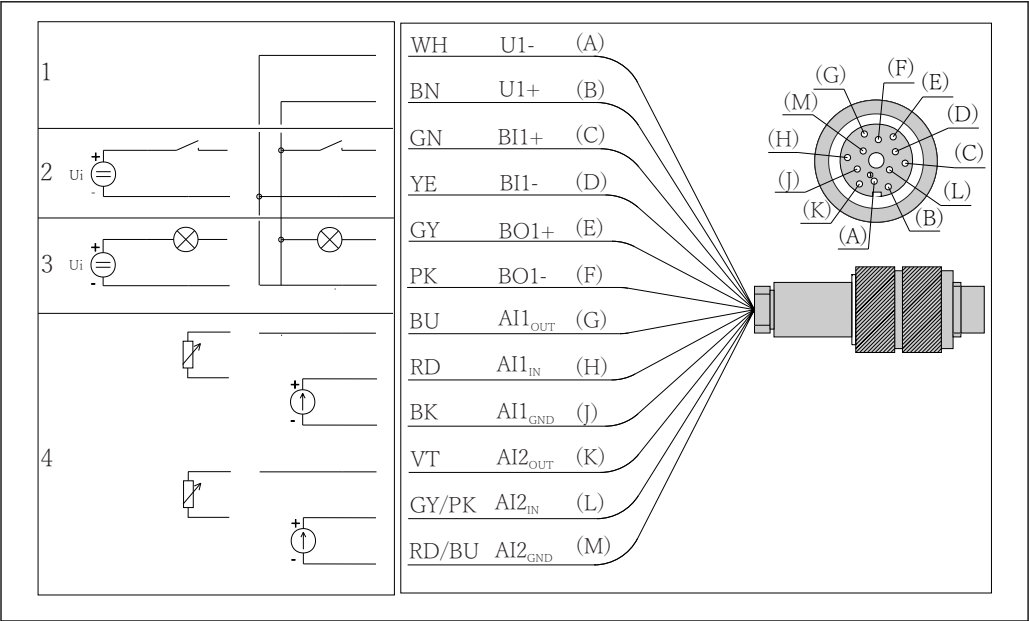 1
2 Ui + -
3 Ui + -
4
+
-
+
-
WH U1- (A)
BN U1+ (B)
GN BI1+ (C)
YE BI1- (D)
GY BO1+ (E)
PK BO1- (F)
BU AI1OUT (G)
RD AI1IN (H)
BK AI1GND (J)
VT AI2OUT (K)
GY/PK AI2IN (L)
RD/BU AI2GND (M)
(F)
(G) (E)
(M) (D)
(H) (C)
(J) (L)
(K) (B)
(A)